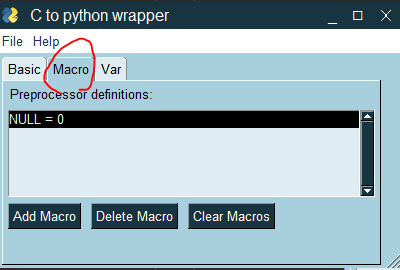 C to python wrapper
File Help
Basic Macro Var
Preprocessor definitions:
NULL = 0
Add Macro Delete Macro Clear Macros